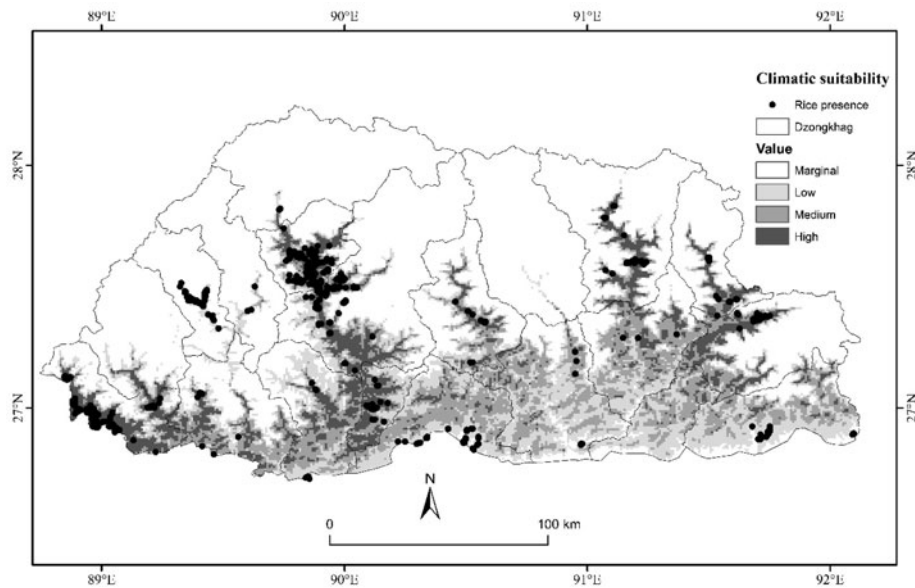 89°E 90°E 91°E 92°E
Climatic suitability
Rice presence
Dzongkhag
Value
Marginal
Low
Medium
High
28°N 28°N
27°N 27°N
N
0 100 km
89°E 90°E 91°E 92°E